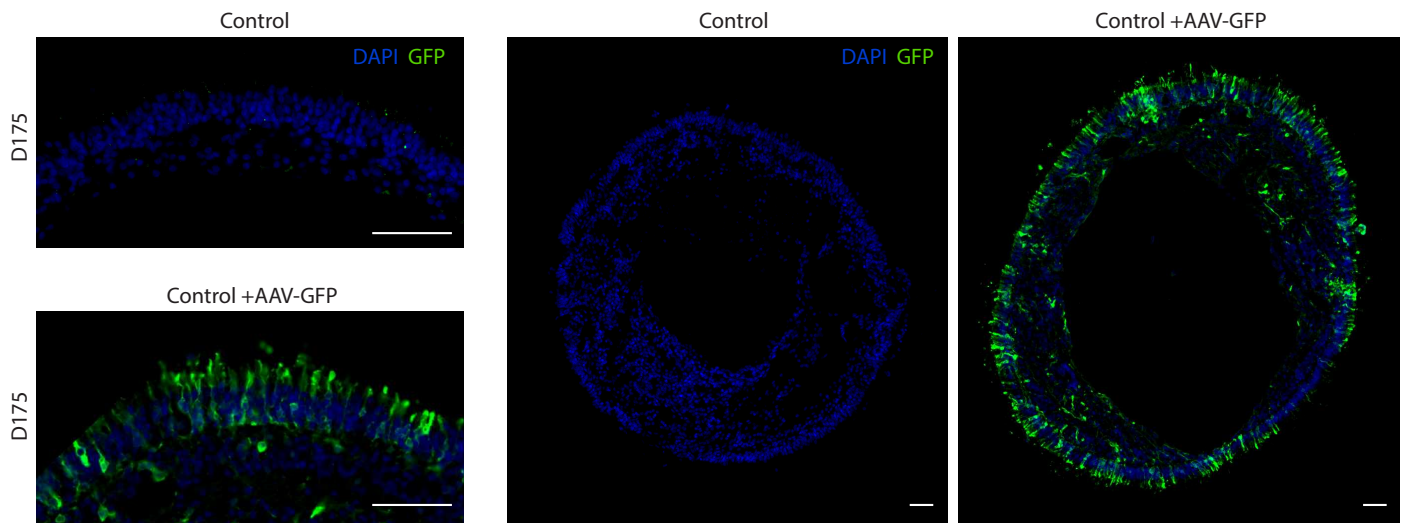 Control
DAPI GFP
D175
Control +AAV-GFP
D175
Control
DAPI GFP
Control +AAV-GFP